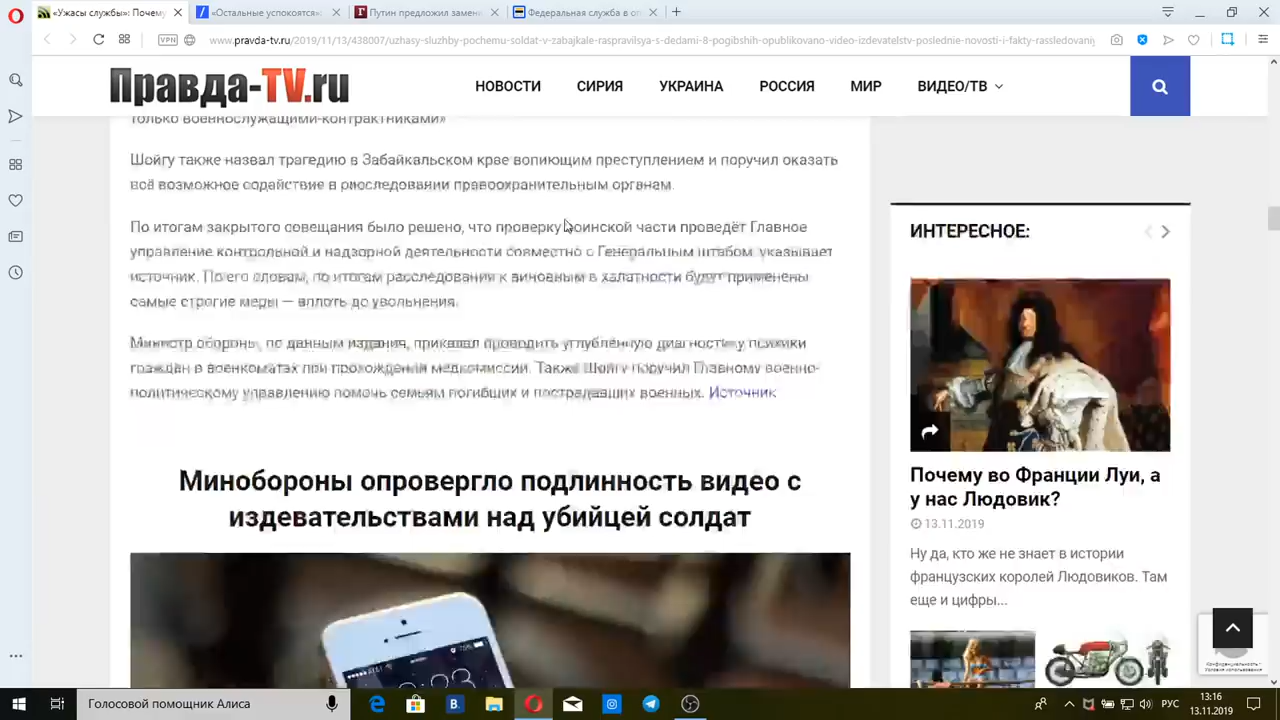 «Ужасы службы»: Почему
«Остальные успокоятся»:
Путин предложил замен
Федеральная служба в оп
VPN
www.pravda-tv.ru/2019/11/13/438007/uzhasy-sluzhby-pochemu-soldat-v-zabajkale-raspravilsya-s-dedami-8-pogibshih-opublikovano-video-izdevatelstv-poslednie-novosti-i-fakty-rassledovaniy
Правда-TV.ru
НОВОСТИ СИРИЯ УКРАИНА РОССИЯ МИР ВИДЕО/ТВ
только военнослужащими-контрактниками»
Шойгу также назвал трагедию в Забайкальском крае вопиющим преступлением и поручил оказать
всё возможное содействие в расследовании правоохранительным органам.
По итогам закрытого совещания было решено, что проверку воинской части проведёт Главное
управление контрольной и надзорной деятельности совместно с Генеральным штабом, указывает
источник. По его словам, по итогам расследования к виновным в халатности будут применены
самые строгие меры — вплоть до увольнения.
Министр обороны, по данным издания, приказал проводить углублённую диагностику психики
граждан в военкоматах при прохождении медкомиссии. Также Шойгу поручил Главному военно-
политическому управлению помочь семьям погибших и пострадавших военных. Источник
Минобороны опровергло подлинность видео с
издевательствами над убийцей солдат
ИНТЕРЕСНОЕ:
Почему во Франции Луи, а
у нас Людовик?
13.11.2019
Ну да, кто же не знает в истории
французских королей Людовиков. Там
еще и цифры...
Конфиденциальность -
Условия использования
Голосовой помощник Алиса
РУС
13:16
13.11.2019